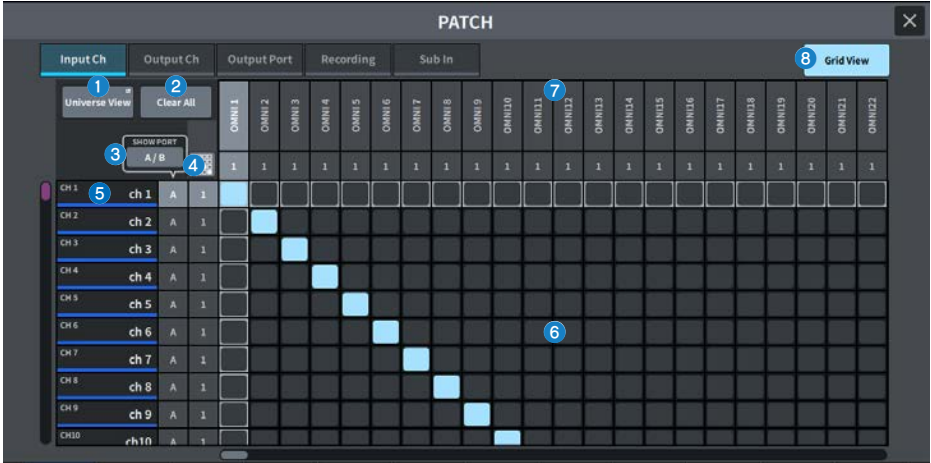 PATCH
Input Ch Output Ch Output Port Recording Sub In 8 Grid View
1 2 7
Universe View Clear All
OMNI 1 OMNI 2 OMNI 3 OMNI 4 OMNI 5 OMNI 6 OMNI 7 OMNI 8 OMNI 9 OMNI10 OMNI11 OMNI12 OMNI13 OMNI14 OMNI15 OMNI16 OMNI17 OMNI18 OMNI19 OMNI20 OMNI21 OMNI22
SHOW PORT
3 A / B 4 1 1 1 1 1 1 1 1 1 1 1 1 1 1 1 1 1 1 1 1 1 1
CH 1 5 ch 1 A 1
CH 2 ch 2 A 1
CH 3 ch 3 A 1
CH 4 ch 4 A 1
CH 5 ch 5 A 1
CH 6 ch 6 A 1 6
CH 7 ch 7 A 1
CH 8 ch 8 A 1
CH 9 ch 9 A 1
CH10 ch10 A 1